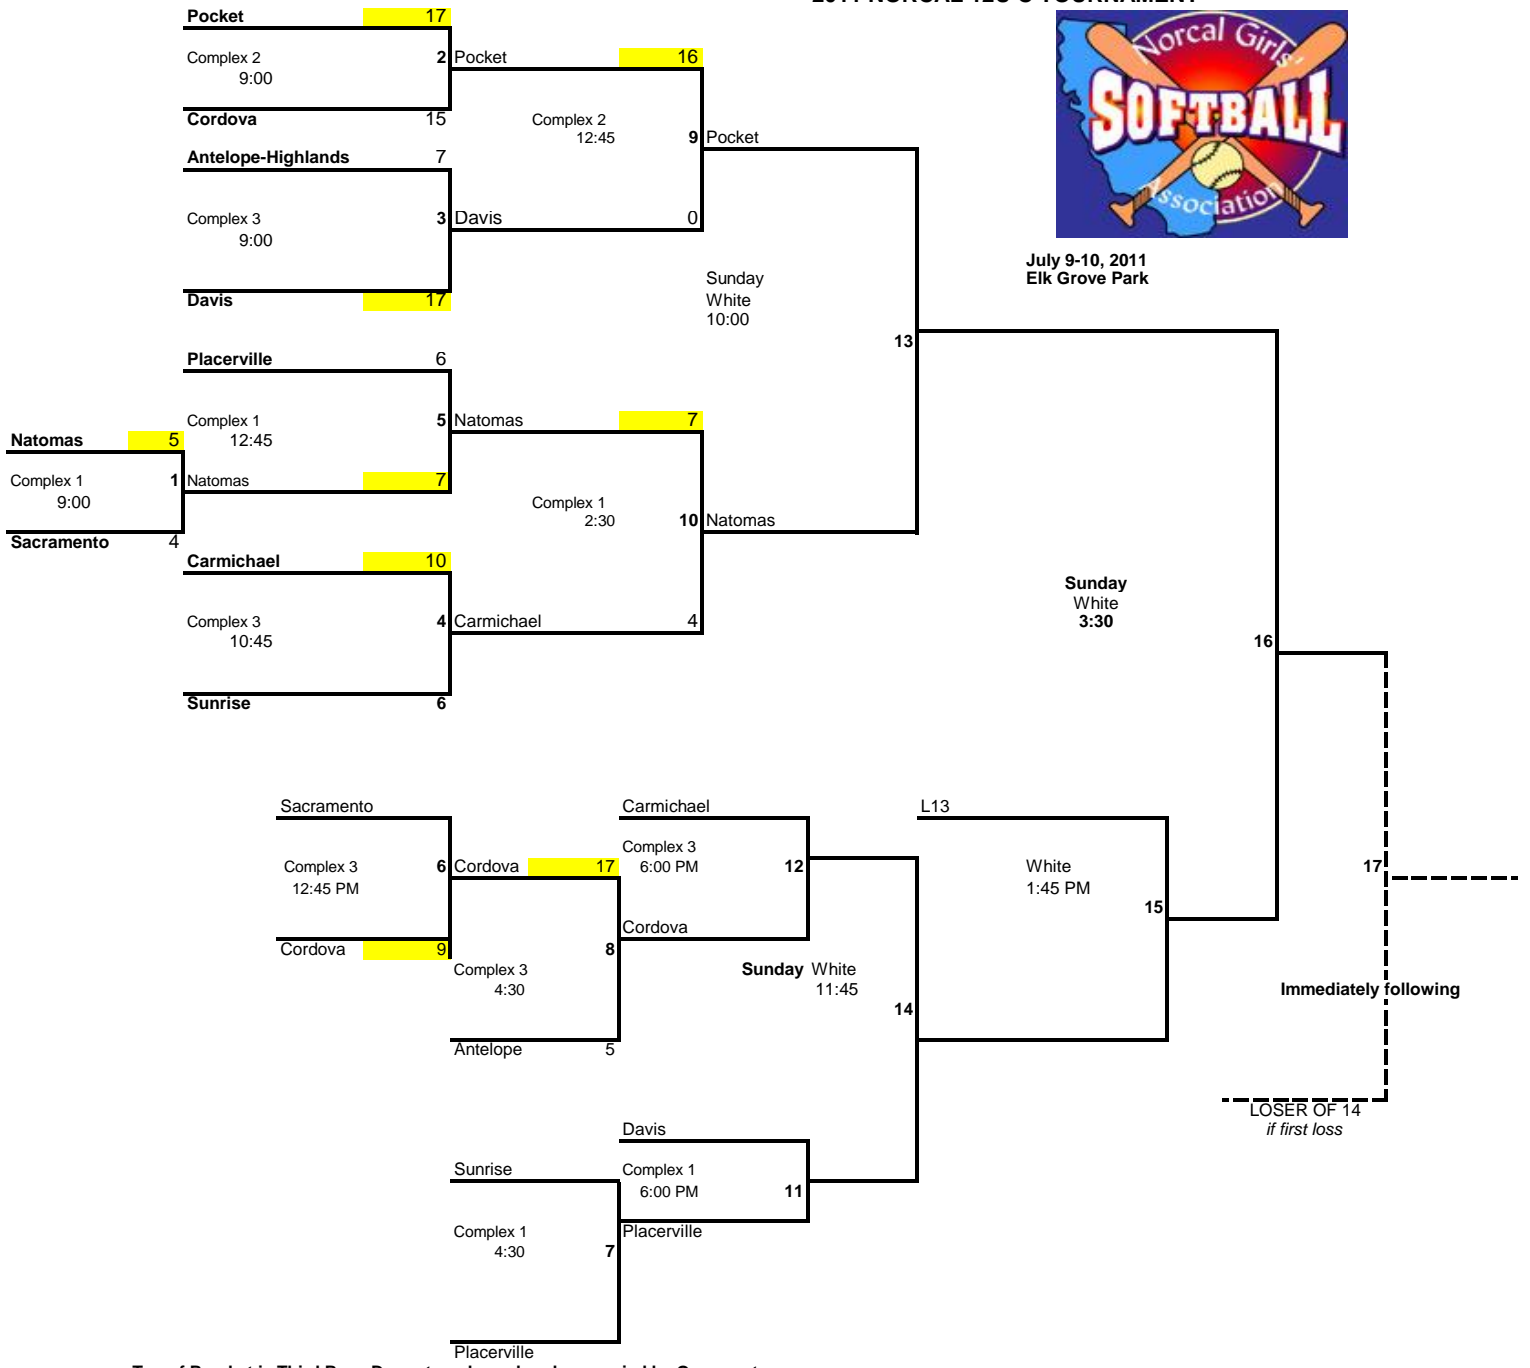 Pocket 17
Complex 2
9:00
2 Pocket 16
Cordova 15
Complex 2
12:45
9 Pocket
Antelope-Highlands 7
Complex 3
9:00
3 Davis 0
Davis 17
Norcal Girls'
SOFTBALL
Association
July 9-10, 2011
Elk Grove Park
Sunday
White
10:00
13
Placerville 6
Complex 1
12:45
5 Natomas 7
Natomas 5
Complex 1
9:00
1 Natomas 7
Sacramento 4
Complex 1
2:30
10 Natomas
Carmichael 10
Complex 3
10:45
4 Carmichael 4
Sunrise 6
Sunday
White
3:30
16
Sacramento
Complex 3
12:45 PM
6 Cordova 17
Cordova 9
Complex 3
4:30
8
Antelope 5
Carmichael
Complex 3
6:00 PM
12
Cordova
Sunday White
11:45
14
L13
White
1:45 PM
15
17
Immediately following
LOSER OF 14
if first loss
Davis
Complex 1
6:00 PM
11
Placerville
Sunrise
Complex 1
4:30
7
Placerville